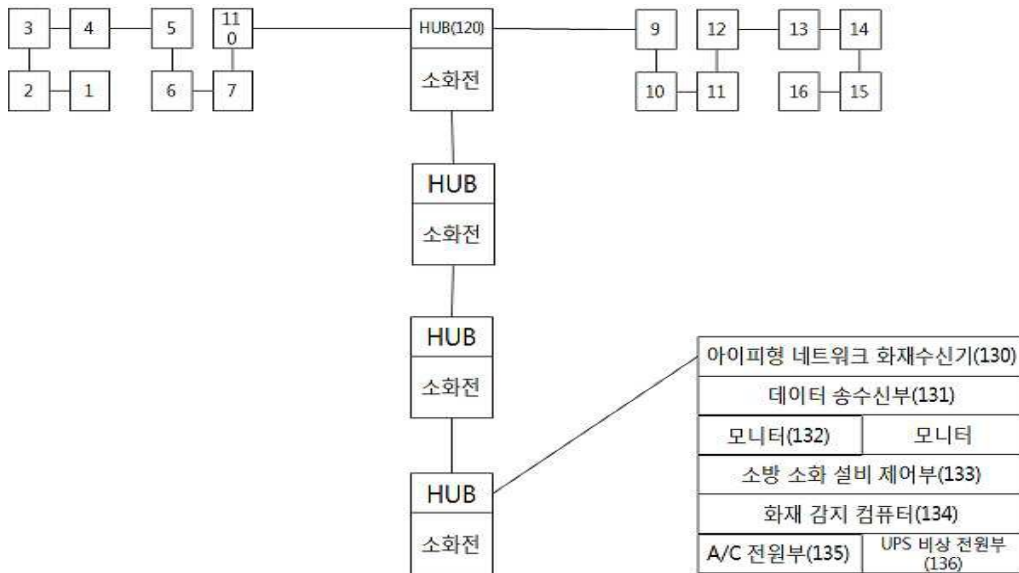 3 4 5 11 HUB(120) 9 12 13 14
0
소화전
2 1 6 7 10 11 16 15
HUB
소화전
HUB
소화전
아이피형 네트워크 화재수신기(130)
데이터 송수신부(131)
모니터(132) 모니터
HUB
소방 소화 설비 제어부(133)
화재 감지 컴퓨터(134)
소화전
A/C 전원부(135) UPS 비상 전원부
(136)